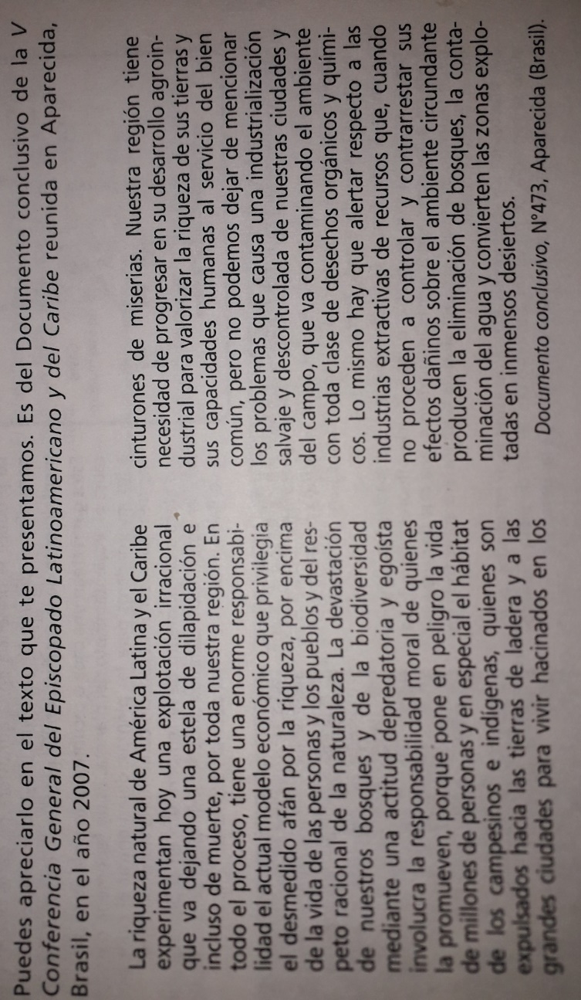 Puedes apreciarlo en el texto que te presentamos. Es del Documento conclusivo de la V
Conferencia General del Episcopado Latinoamericano y del Caribe reunida en Aparecida,
Brasil, en el año 2007.
La riqueza natural de América Latina y el Caribe
experimentan hoy una explotación irracional
que va dejando una estela de dilapidación e
incluso de muerte, por toda nuestra región. En
todo el proceso, tiene una enorme responsabi-
lidad el actual modelo económico que privilegia
el desmedido afán por la riqueza, por encima
de la vida de las personas y los pueblos y del res-
peto racional de la naturaleza. La devastación
de nuestros bosques y de la biodiversidad
mediante una actitud depredatoria y egoísta
involucra la responsabilidad moral de quienes
la promueven, porque pone en peligro la vida
de millones de personas y en especial el hábitat
de los campesinos e indígenas, quienes son
expulsados hacia las tierras de ladera y a las
grandes ciudades para vivir hacinados en los
cinturones de miserias. Nuestra región tiene
necesidad de progresar en su desarrollo agroin-
dustrial para valorizar la riqueza de sus tierras y
sus capacidades humanas al servicio del bien
común, pero no podemos dejar de mencionar
los problemas que causa una industrialización
salvaje y descontrolada de nuestras ciudades y
del campo, que va contaminando el ambiente
con toda clase de desechos orgánicos y quími-
cos. Lo mismo hay que alertar respecto a las
industrias extractivas de recursos que, cuando
no proceden a controlar y contrarrestar sus
efectos dañinos sobre el ambiente circundante
producen la eliminación de bosques, la conta-
minación del agua y convierten las zonas explo-
tadas en inmensos desiertos.
Documento conclusivo, N°473, Aparecida (Brasil).